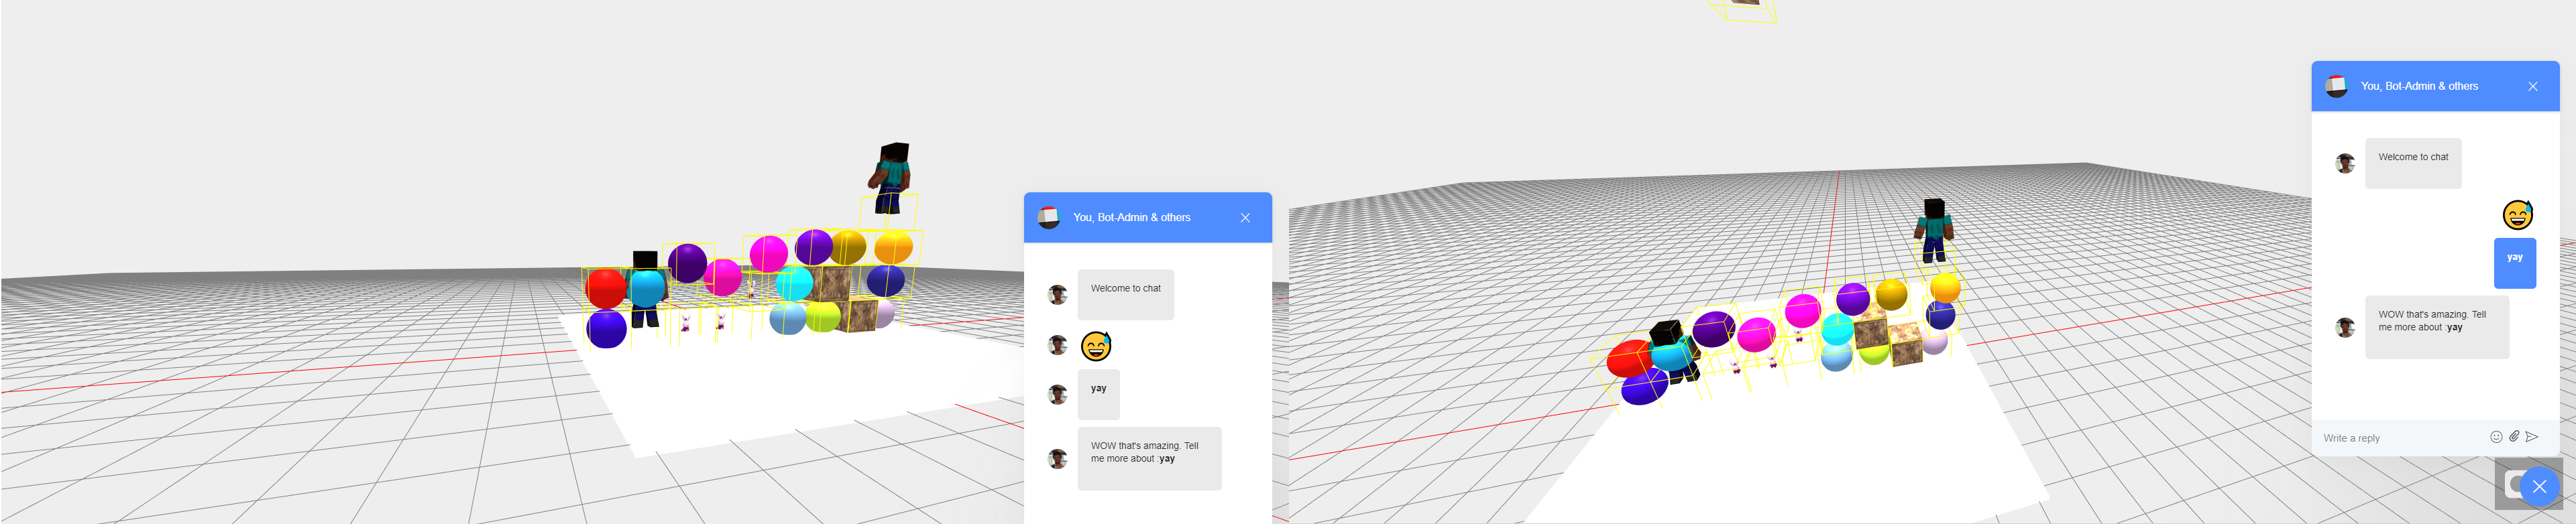 You, Bot-Admin & others
Welcome to chat
yay
WOW that's amazing. Tell
me more about :yay
You, Bot-Admin & others
Welcome to chat
yay
WOW that's amazing. Tell
me more about :yay
Write a reply